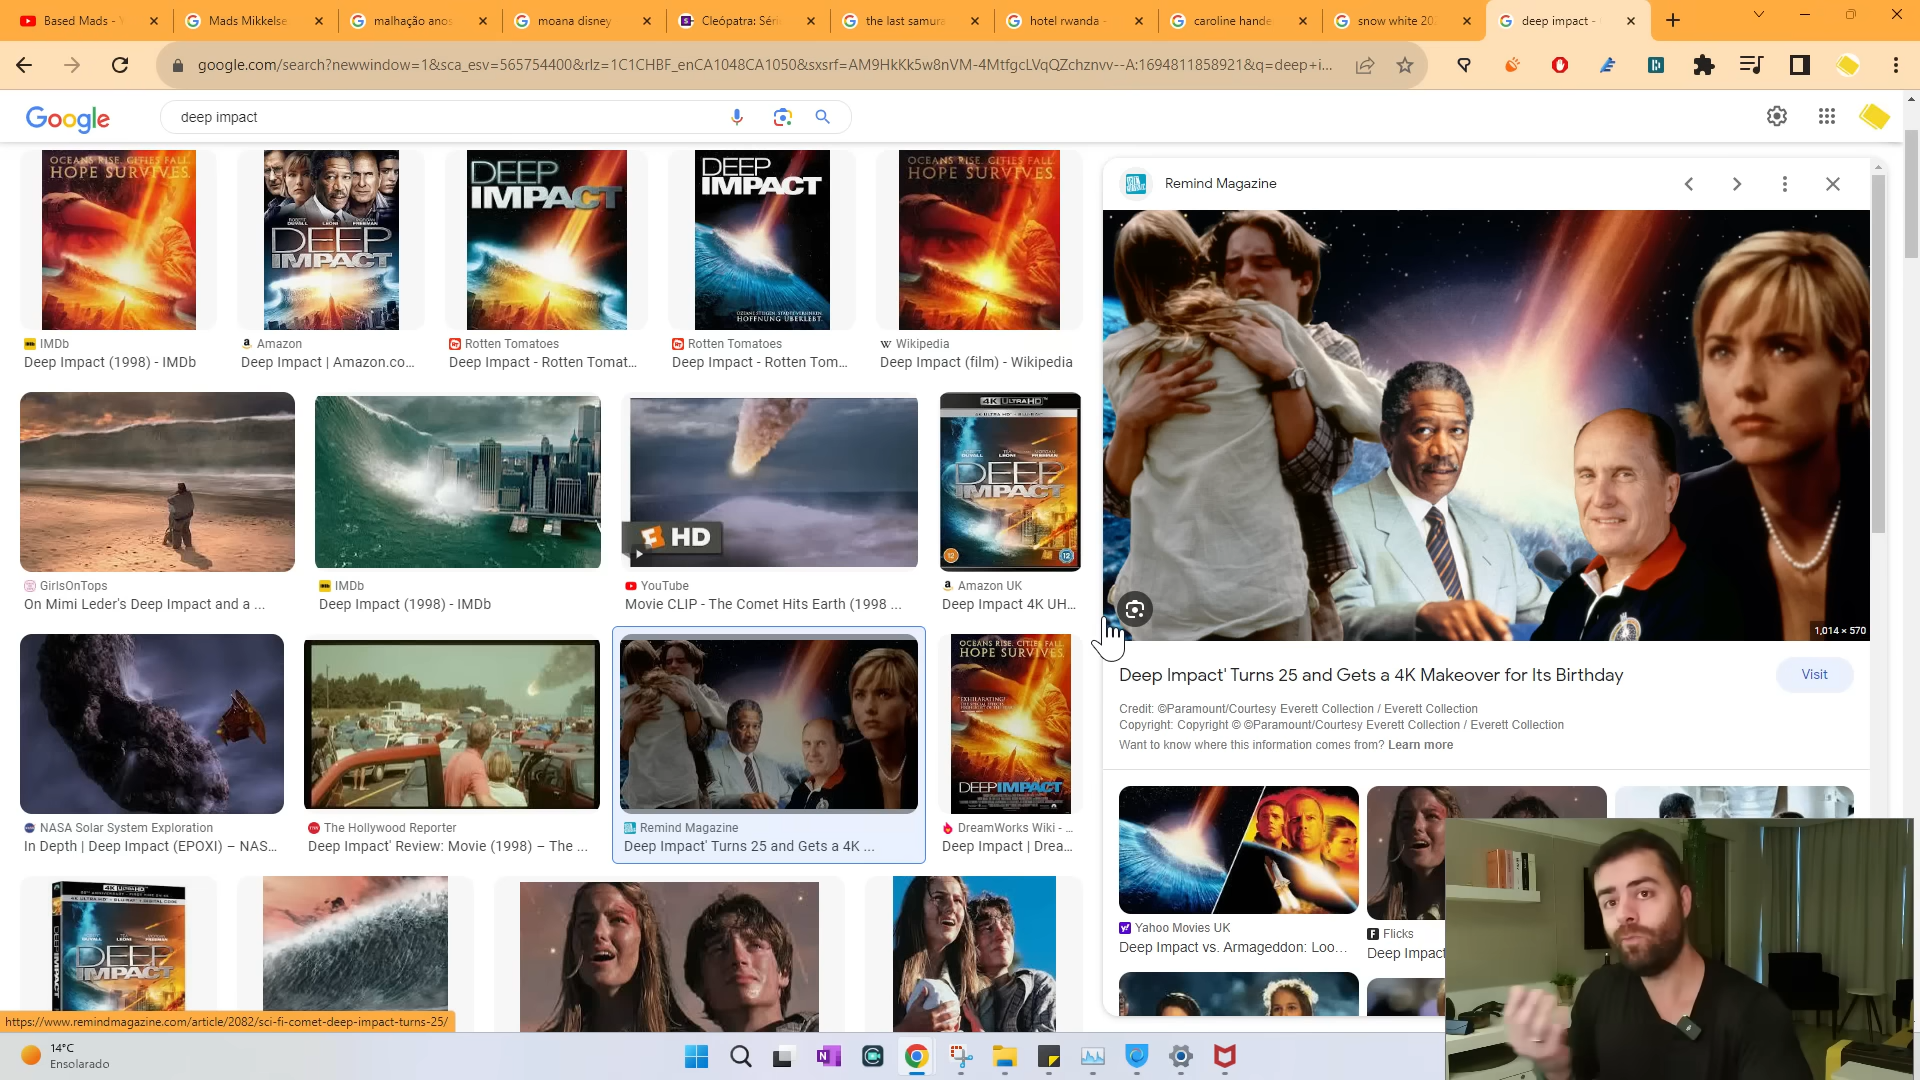 Based Mads -
Mads Mikkelse
malhação anos
moana disney
Cleópatra: Séri
the last samura
hotel rwanda -
caroline hande
snow white 20
deep impact -
google.com/search?newwindow=1&sca_esv=565754400&rlz=1C1CHBF_enCA1048CA1050&sxsrf=AM9HkKk5w8nVM-4MtfgcLVqQZchznvv--A:1694811858921&q=deep+i...
Google
deep impact
OCEANS RISE. CITIES FALL.
HOPE SURVIVES.
DEEP
IMPACT
DEEP
IMPACT
DEEP
IMPACT
HOFFNUNG ÜBERLEBT.
OCEANS RISE. CITIES FALL.
HOPE SURVIVES.
IMDb
Deep Impact (1998) - IMDb
Amazon
Deep Impact | Amazon.co...
Rotten Tomatoes
Deep Impact - Rotten Tomat...
Rotten Tomatoes
Deep Impact - Rotten Tom...
Wikipedia
Deep Impact (film) - Wikipedia
HD
4K ULTRA HD
DEEP
IMPACT
GirlsOnTops
On Mimi Leder's Deep Impact and a ...
IMDb
Deep Impact (1998) - IMDb
YouTube
Movie CLIP - The Comet Hits Earth (1998 ...
Amazon UK
Deep Impact 4K UH...
OCEANS RISE. CITIES FALL.
HOPE SURVIVES.
DEEP IMPACT
NASA Solar System Exploration
In Depth | Deep Impact (EPOXI) – NAS...
The Hollywood Reporter
Deep Impact' Review: Movie (1998) – The ...
Remind Magazine
Deep Impact' Turns 25 and Gets a 4K ...
DreamWorks Wiki - ...
Deep Impact | Drea...
4K ULTRA HD
DEEP
IMPACT
Remind Magazine
1,014 × 570
Deep Impact' Turns 25 and Gets a 4K Makeover for Its Birthday
Visit
Credit: ©Paramount/Courtesy Everett Collection / Everett Collection
Copyright: Copyright © ©Paramount/Courtesy Everett Collection / Everett Collection
Want to know where this information comes from? Learn more
Yahoo Movies UK
Deep Impact vs. Armageddon: Loo...
Flicks
Deep Impact
https://www.remindmagazine.com/article/2082/sci-fi-comet-deep-impact-turns-25/
14°C
Ensolarado